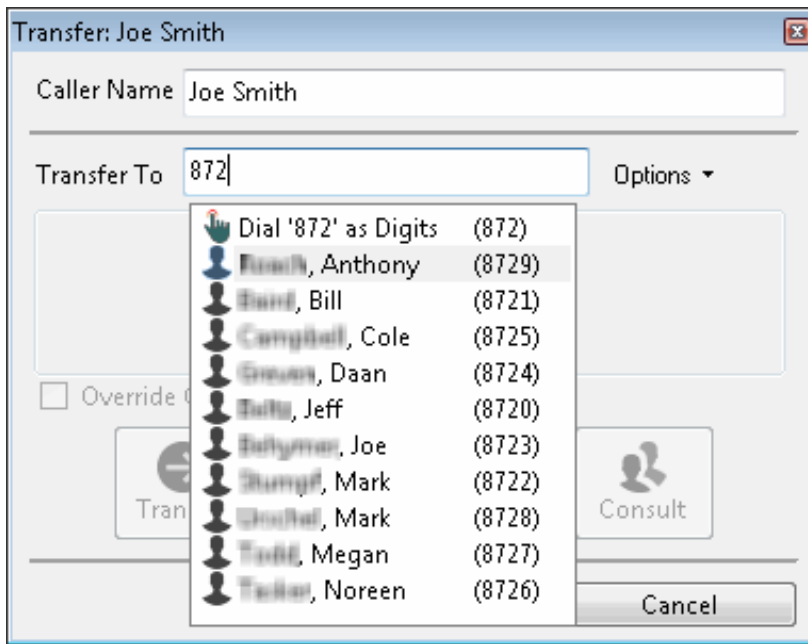 Transfer: Joe Smith
Caller Name Joe Smith
Transfer To 872 Options
Dial '872' as Digits (872)
, Anthony (8729)
, Bill (8721)
, Cole (8725)
, Daan (8724)
Override
, Jeff (8720)
, Joe (8723)
, Mark (8722)
, Mark (8728)
Tran Consult
, Megan (8727)
, Noreen (8726)
Cancel